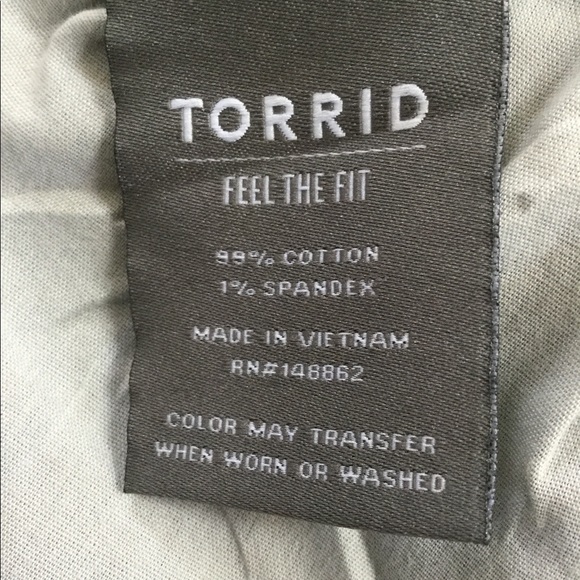 TORRID
FEEL THE FIT
99% COTTON
1% SPANDEX
MADE IN VIETNAM
RN#148862
COLOR MAY TRANSFER
WHEN WORN OR WASHED